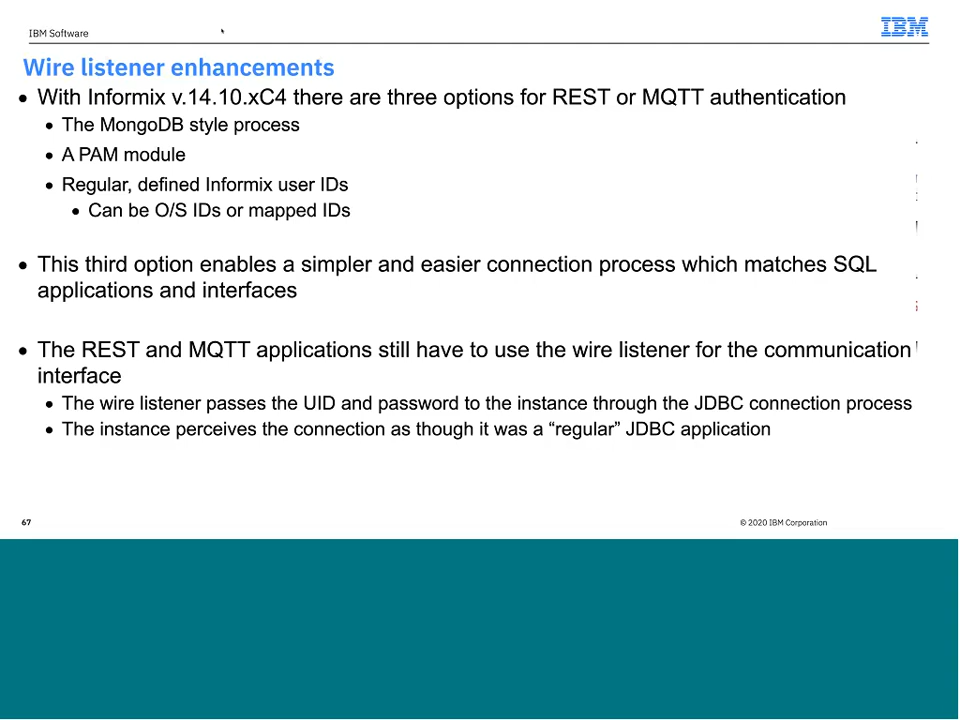 IBM Software
IBM
Wire listener enhancements
• With Informix v.14.10.xC4 there are three options for REST or MQTT authentication
• The MongoDB style process
• A PAM module
• Regular, defined Informix user IDs
• Can be O/S IDs or mapped IDs
• This third option enables a simpler and easier connection process which matches SQL
applications and interfaces
• The REST and MQTT applications still have to use the wire listener for the communication
interface
• The wire listener passes the UID and password to the instance through the JDBC connection process
• The instance perceives the connection as though it was a “regular” JDBC application
67
© 2020 IBM Corporation